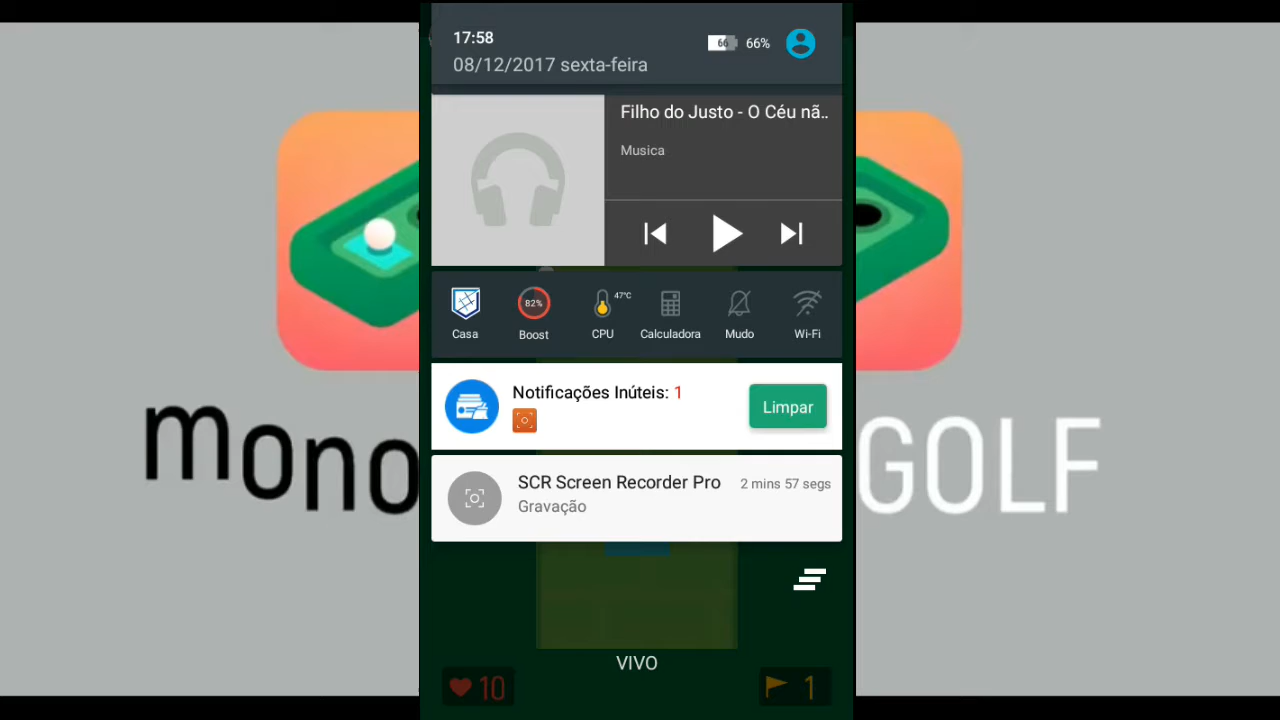 17:58
66 66%
08/12/2017 sexta-feira
Filho do Justo - O Céu nã..
Musica
82%
47°C
Casa
Boost
CPU
Calculadora
Mudo
Wi-Fi
Notificações Inúteis: 1
Limpar
SCR Screen Recorder Pro
2 mins 57 segs
Gravação
mono
GOLF
VIVO
10
1